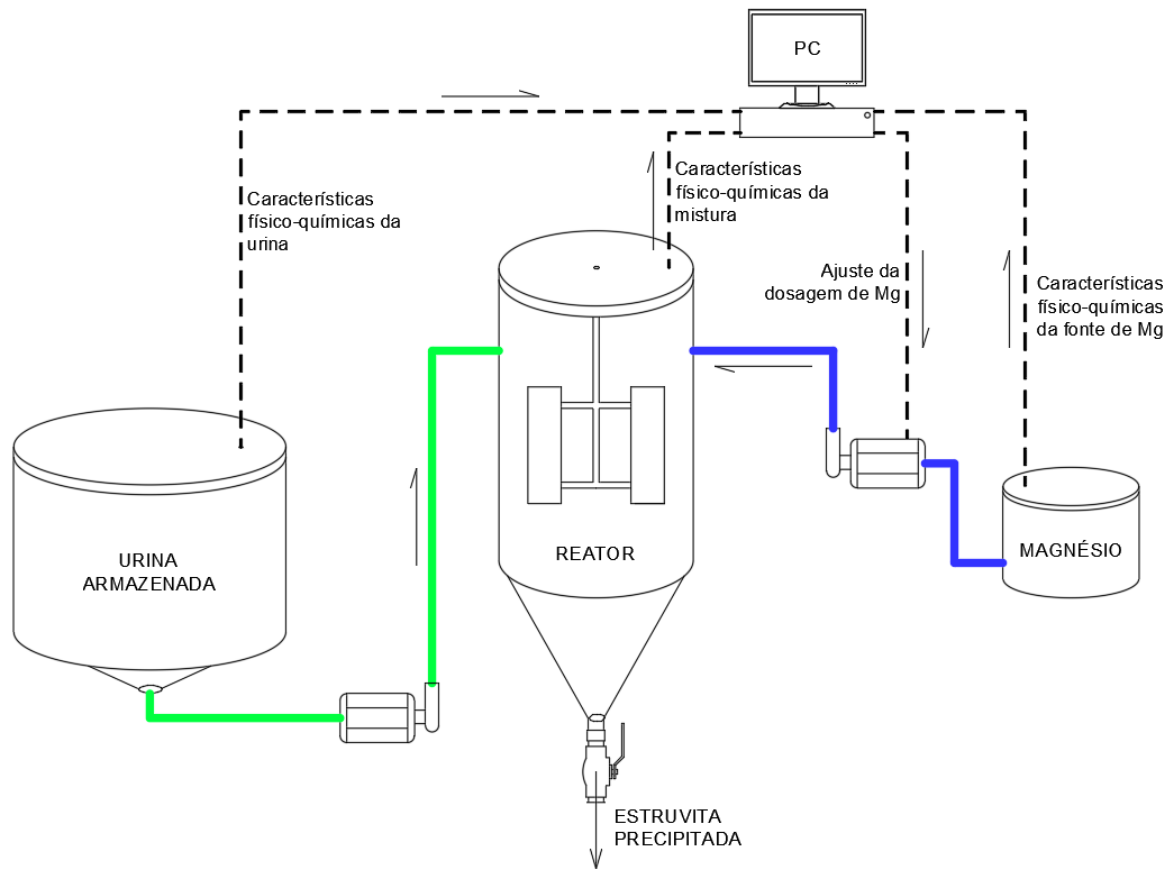 PC
Características
físico-químicas da
urina
Características
físico-químicas da
mistura
Ajuste da
dosagem de Mg
Características
físico-químicas
da fonte de Mg
URINA
ARMAZENADA
REATOR
MAGNÉSIO
ESTRUVITA
PRECIPITADA